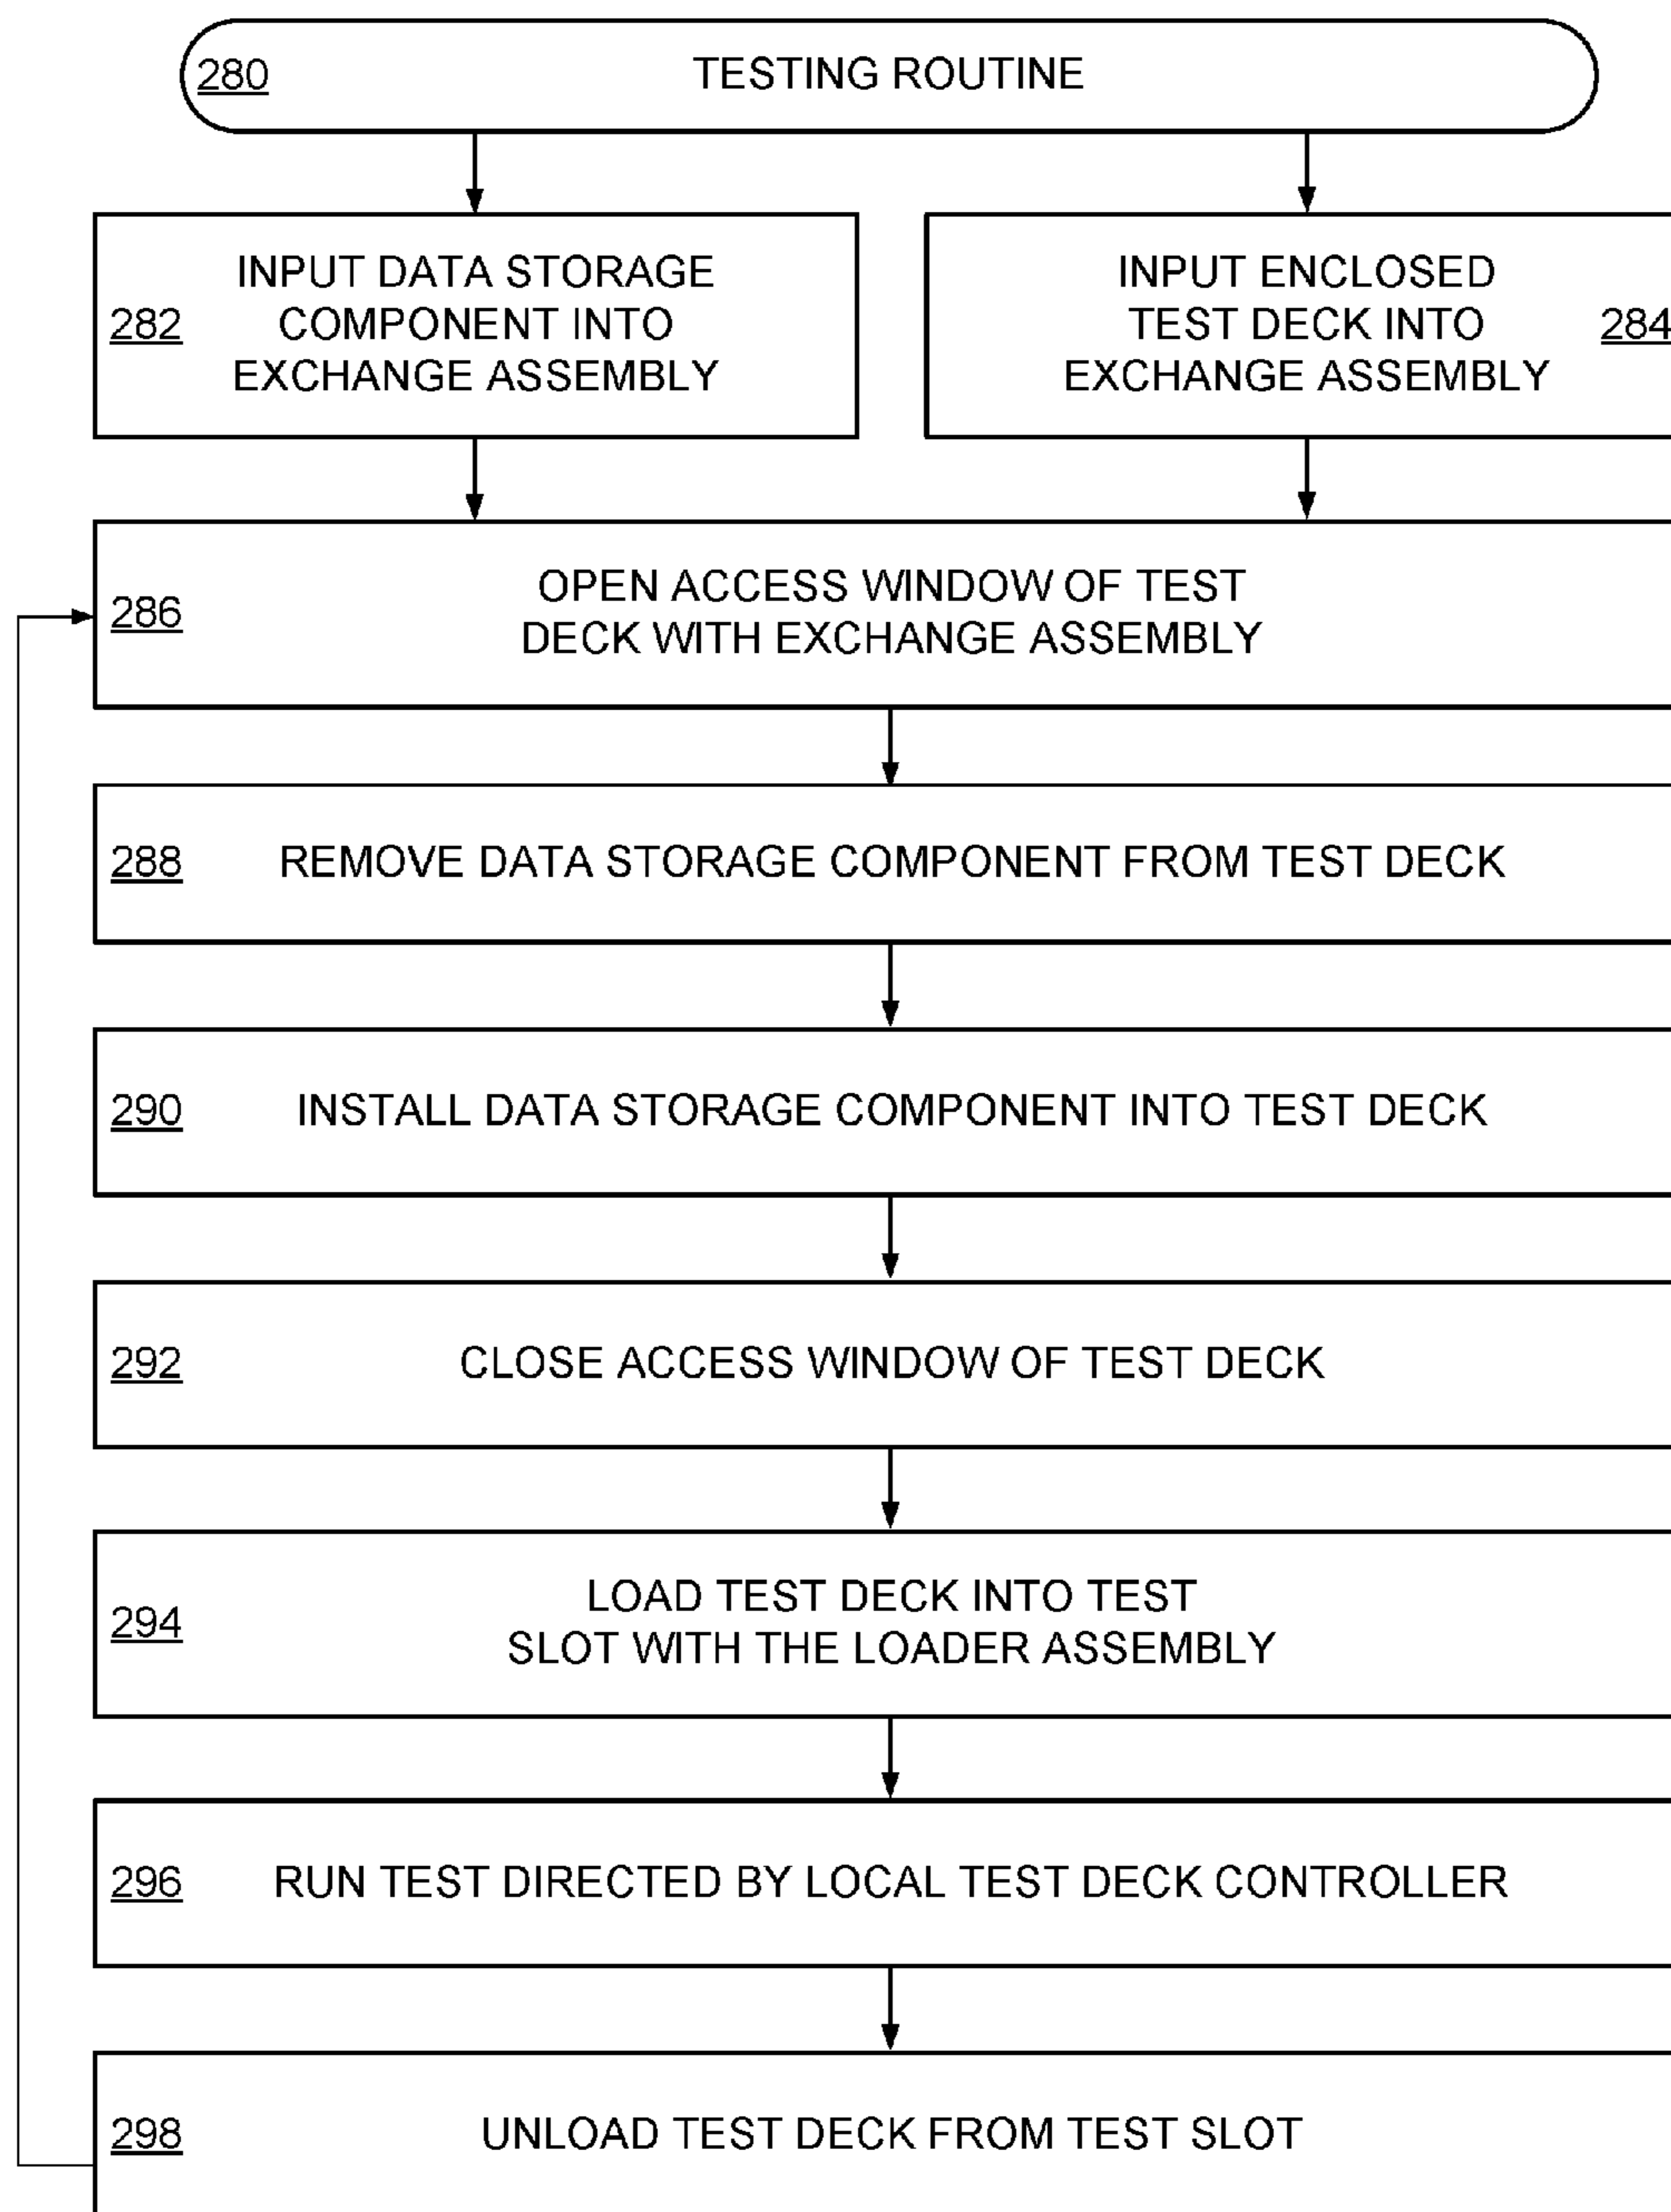 280
TESTING ROUTINE
282
INPUT DATA STORAGE
COMPONENT INTO
EXCHANGE ASSEMBLY
INPUT ENCLOSED
TEST DECK INTO
EXCHANGE ASSEMBLY
284
286
OPEN ACCESS WINDOW OF TEST
DECK WITH EXCHANGE ASSEMBLY
288
REMOVE DATA STORAGE COMPONENT FROM TEST DECK
290
INSTALL DATA STORAGE COMPONENT INTO TEST DECK
292
CLOSE ACCESS WINDOW OF TEST DECK
294
LOAD TEST DECK INTO TEST
SLOT WITH THE LOADER ASSEMBLY
296
RUN TEST DIRECTED BY LOCAL TEST DECK CONTROLLER
298
UNLOAD TEST DECK FROM TEST SLOT